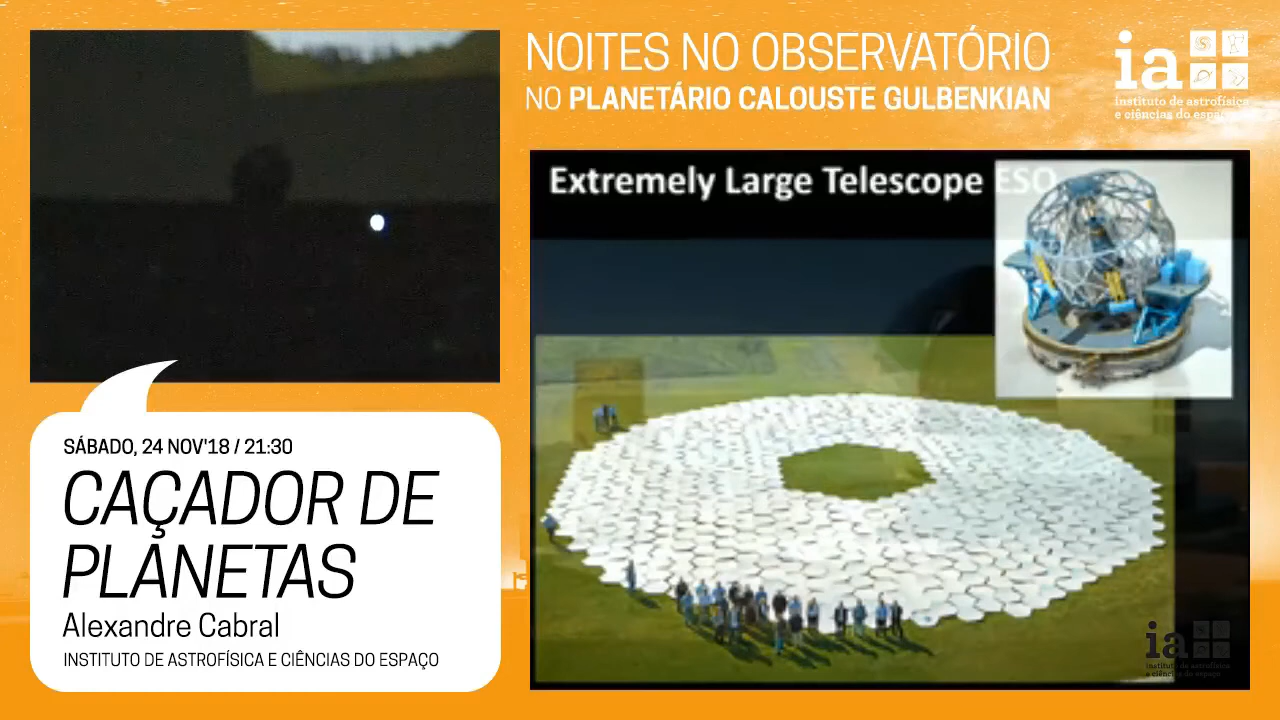 NOITES NO OBSERVATÓRIO
NO PLANETÁRIO CALOUSTE GULBENKIAN
ia
instituto de astrofísica
e ciências do espaço
Extremely Large Telescope ESO
SÁBADO, 24 NOV'18 / 21:30
CAÇADOR DE
PLANETAS
Alexandre Cabral
INSTITUTO DE ASTROFÍSICA E CIÊNCIAS DO ESPAÇO
ia
instituto de astrofísica
e ciências do espaço